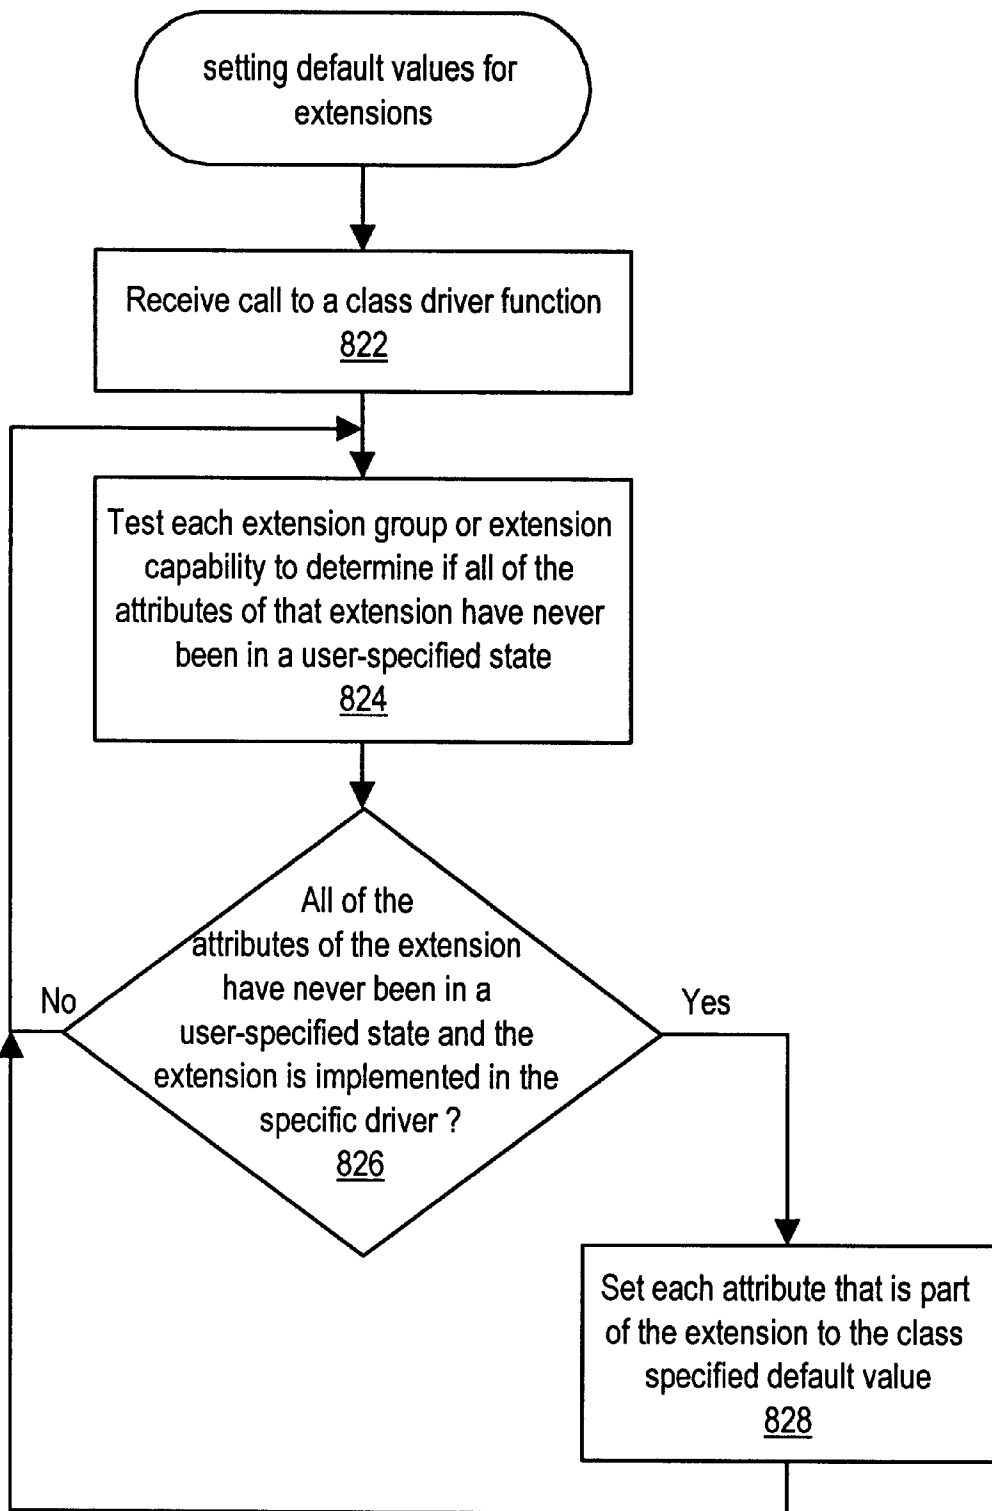 setting default values for
extensions
Receive call to a class driver function
822
Test each extension group or extension
capability to determine if all of the
attributes of that extension have never
been in a user-specified state
824
All of the
attributes of the extension
have never been in a
user-specified state and the
extension is implemented in the
specific driver ?
826
No
Yes
Set each attribute that is part
of the extension to the class
specified default value
828